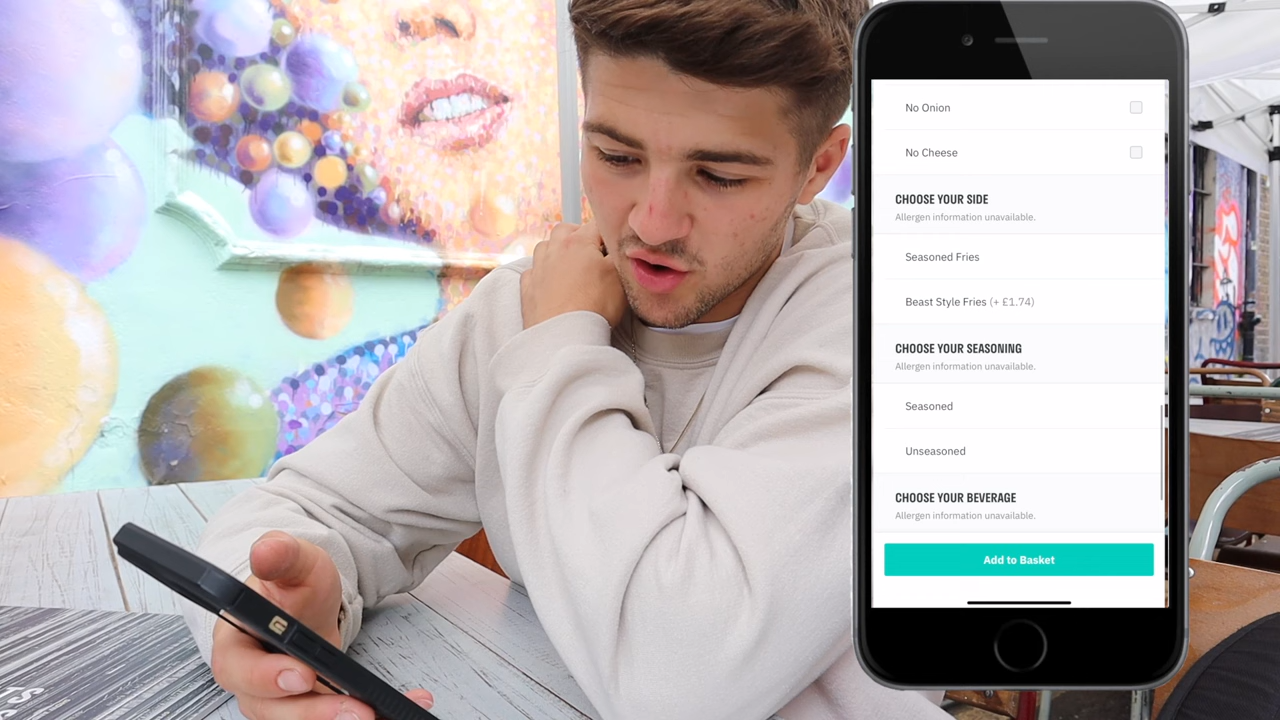 No Onion
No Cheese
CHOOSE YOUR SIDE
Allergen information unavailable.
Seasoned Fries
Beast Style Fries (+ £1.74)
CHOOSE YOUR SEASONING
Allergen information unavailable.
Seasoned
Unseasoned
CHOOSE YOUR BEVERAGE
Allergen information unavailable.
Add to Basket